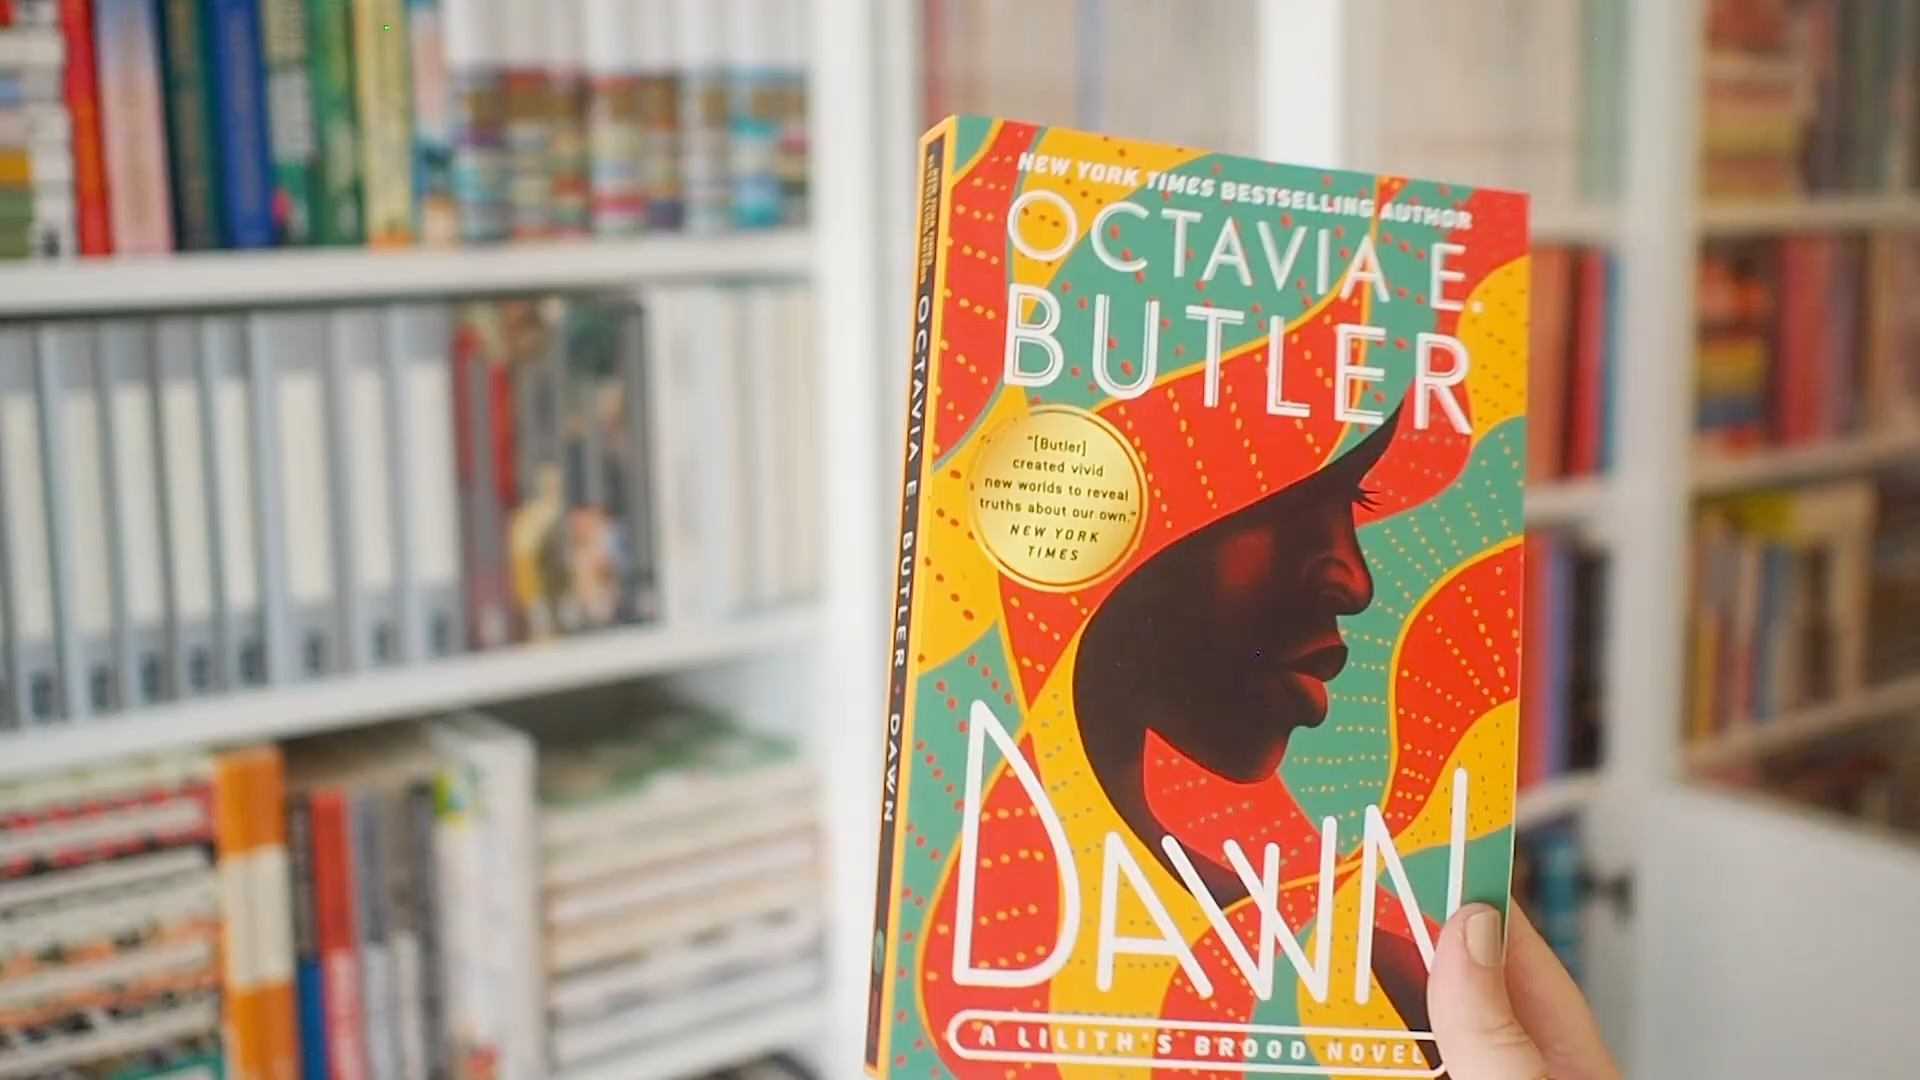 NEW YORK TIMES BESTSELLING AUTHOR
OCTAVIA E.
BUTLER
"[Butler]
created vivid
new worlds to reveal
truths about our own."
NEW YORK
TIMES
DAWN
A LILITH'S BROOD NOVEL
OCTAVIA E. BUTLER · DAWN